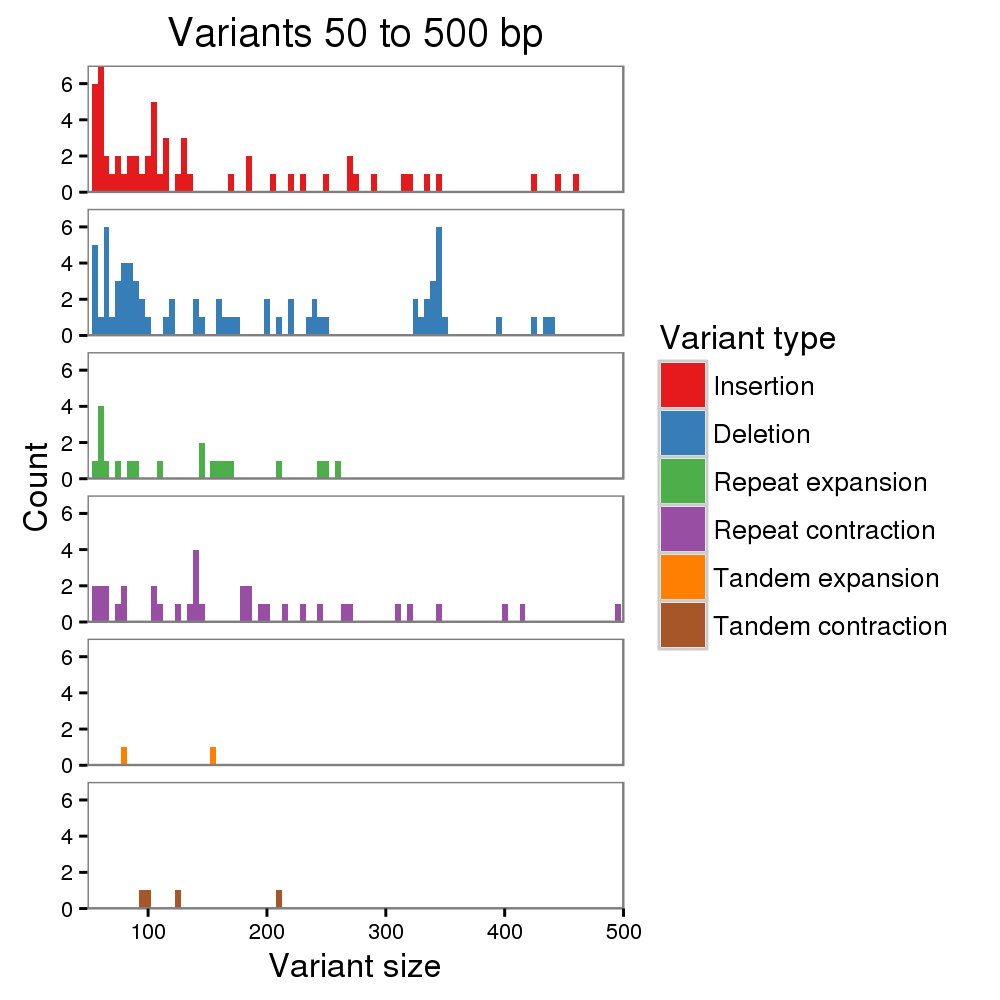 Variants 50 to 500 bp
6
4
2
0
6
4
2
0
6
4
2
0
6
4
2
0
6
4
2
0
6
4
2
0
Count
100 200 300 400 500
Variant size
Variant type
Insertion
Deletion
Repeat expansion
Repeat contraction
Tandem expansion
Tandem contraction